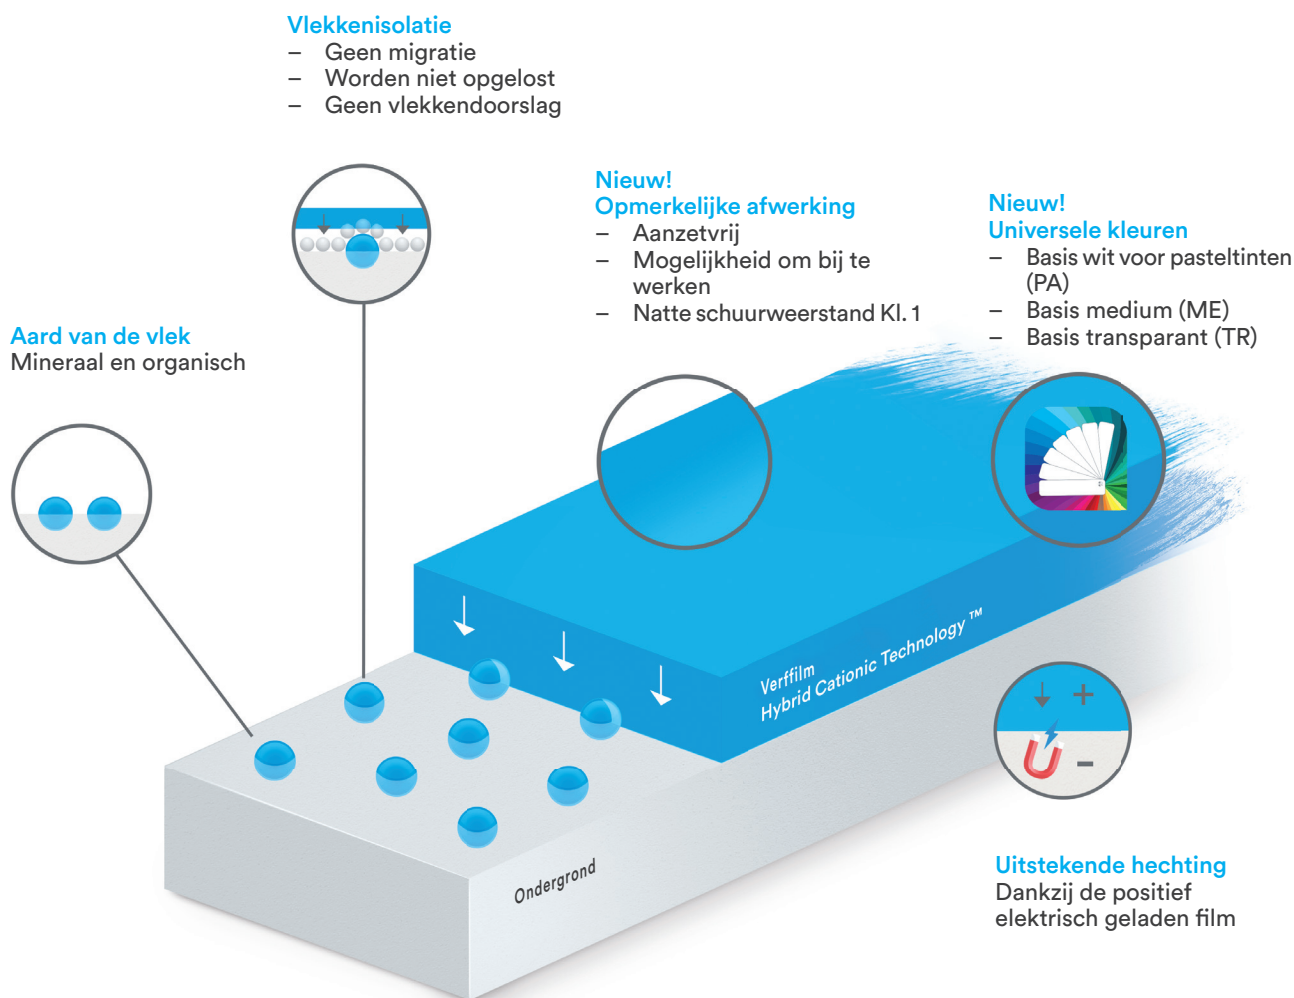 Vlekkenisolatie
– Geen migratie
– Worden niet opgelost
– Geen vlekkendoorslag
Nieuw!
Opmerkelijke afwerking
– Aanzetvrij
– Mogelijkheid om bij te
werken
– Natte schuurweerstand Kl. 1
Nieuw!
Universele kleuren
– Basis wit voor pasteltinten
(PA)
– Basis medium (ME)
– Basis transparant (TR)
Aard van de vlek
Mineraal en organisch
Verffilm
Hybrid Cationic Technology ™
+
-
Ondergrond
Uitstekende hechting
Dankzij de positief
elektrisch geladen film